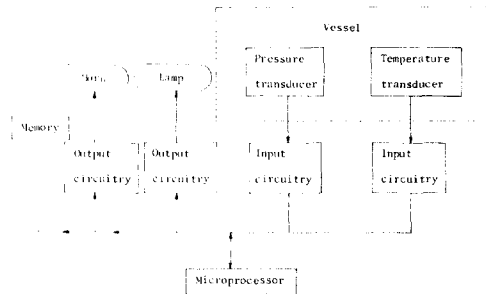 Vessel
Pressure
transducer
Temperature
transducer
Horn
Lamp
Memory
Output
circuitry
Output
circuitry
Input
circuitry
Input
circuitry
Microprocessor